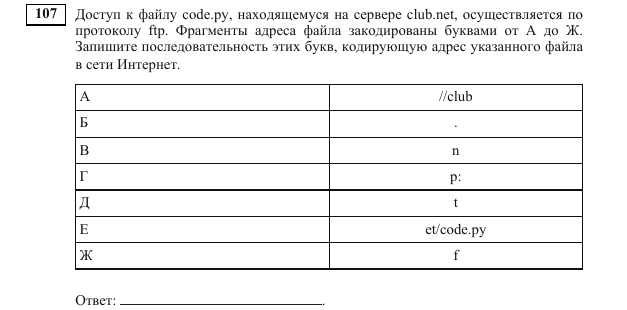 107 Доступ к файлу code.py, находящемуся на сервере club.net, осуществляется по
протоколу ftp. Фрагменты адреса файла закодированы буквами от А до Ж.
Запишите последовательность этих букв, кодирующую адрес указанного файла
в сети Интернет.
А //club
Б .
В n
Г p:
Д t
Е et/code.py
Ж f
Ответ: ______________________.